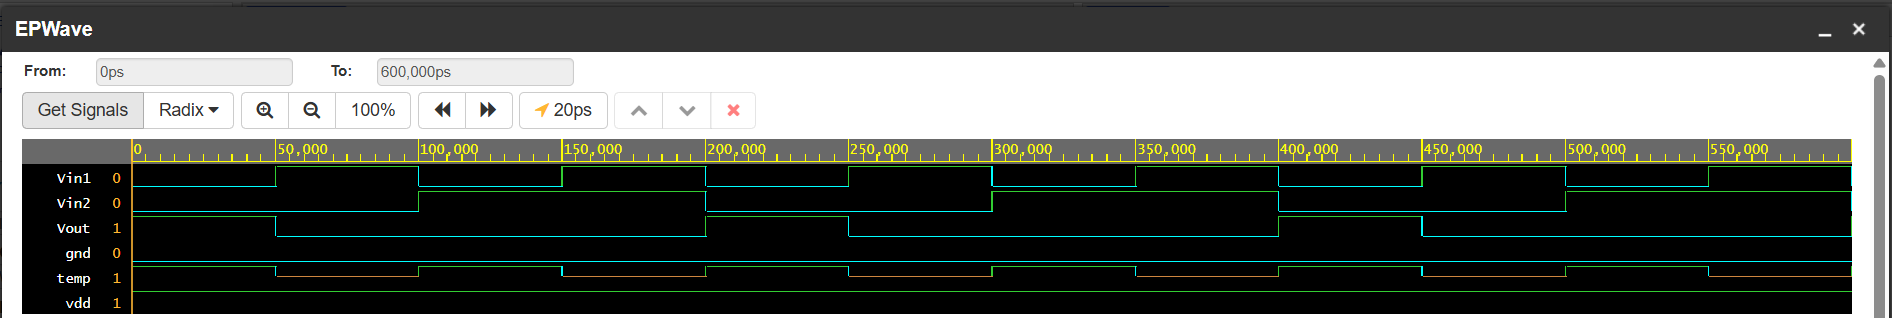 EPWave
From: 0ps To: 600,000ps
Get Signals Radix 100% 20ps
0 50,000 100,000 150,000 200,000 250,000 300,000 350,000 400,000 450,000 500,000 550,000
Vin1 0
Vin2 0
Vout 1
gnd 0
temp 1
vdd 1